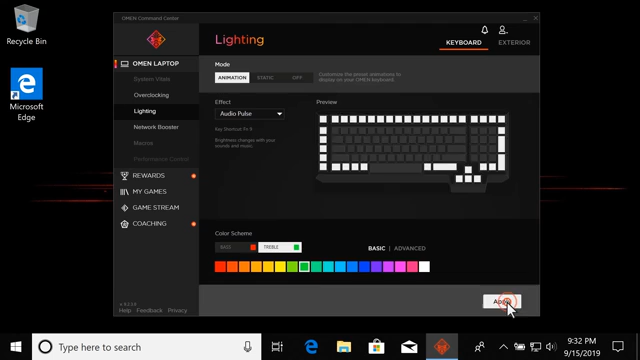 OMEN Command Center
Recycle Bin
Microsoft
Edge
Lighting
KEYBOARD
EXTERIOR
OMEN LAPTOP
System Vitals
Overclocking
Lighting
Network Booster
Macros
Performance Control
REWARDS
MY GAMES
GAME STREAM
COACHING
Help Feedback Privacy
Mode
ANIMATION
STATIC
OFF
Customize the preset animations to
display on your OMEN keyboard.
Effect
Audio Pulse
Key Shortcut: Fn 9
Brightness changes with your
sounds and music.
Preview
Color Scheme
BASS
TREBLE
BASIC | ADVANCED
Type here to search
9:32 PM
9/15/2019